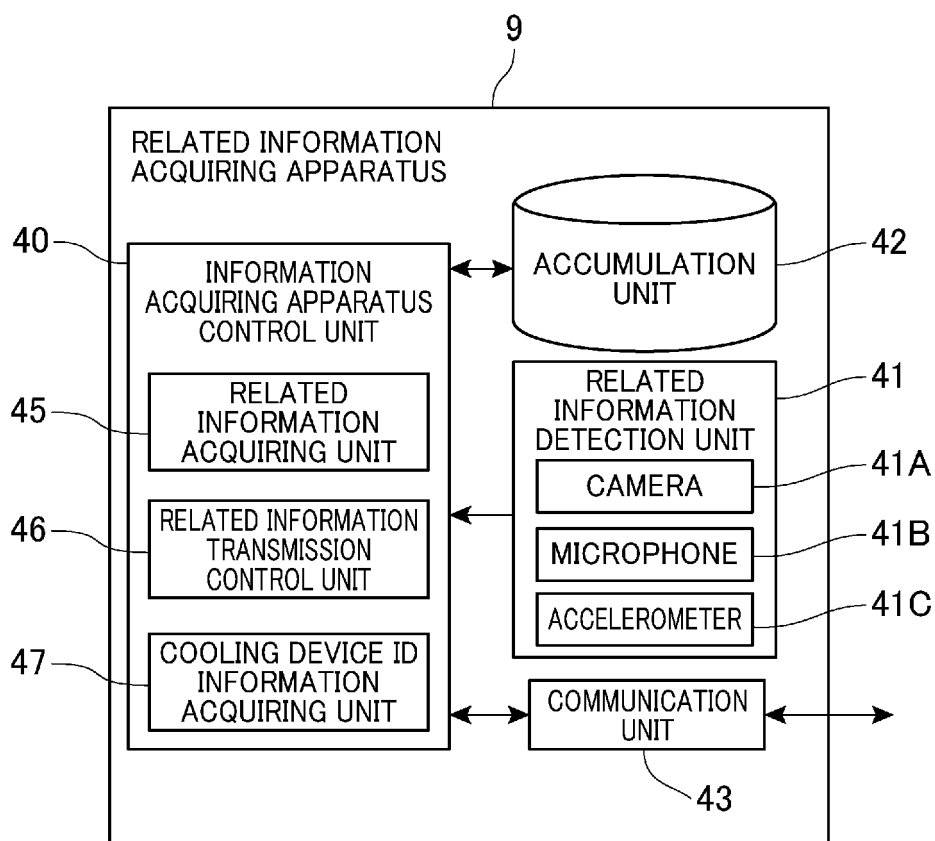 9
RELATED INFORMATION
ACQUIRING APPARATUS
40
INFORMATION
ACQUIRING APPARATUS
CONTROL UNIT
45
RELATED
INFORMATION
ACQUIRING UNIT
46
RELATED INFORMATION
TRANSMISSION
CONTROL UNIT
47
COOLING DEVICE ID
INFORMATION
ACQUIRING UNIT
ACCUMULATION
UNIT
42
RELATED
INFORMATION
DETECTION UNIT
41
CAMERA
41A
MICROPHONE
41B
ACCELEROMETER
41C
COMMUNICATION
UNIT
43